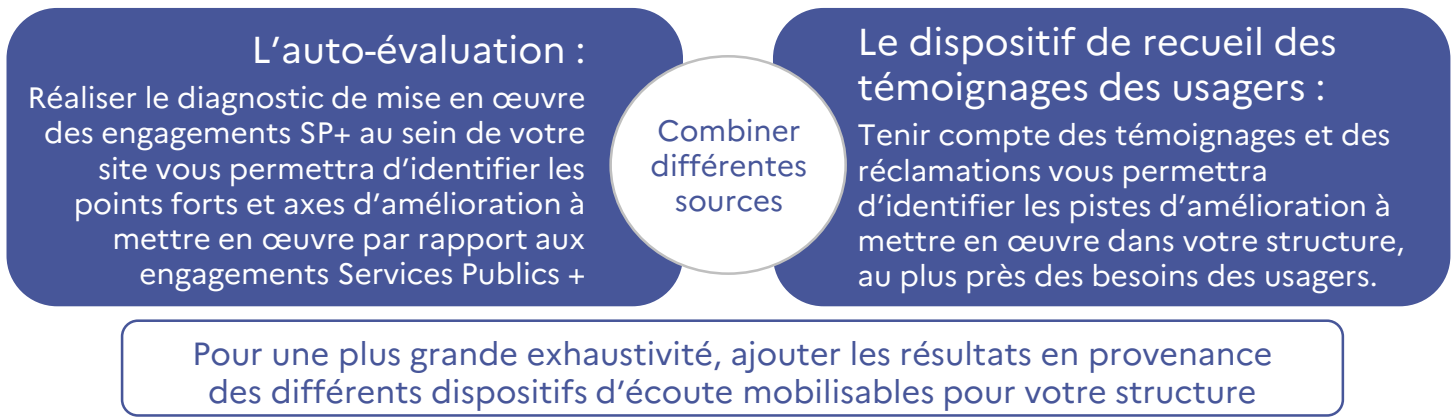 L’auto-évaluation :
Réaliser le diagnostic de mise en œuvre
des engagements SP+ au sein de votre
site vous permettra d’identifier les
points forts et axes d’amélioration à
mettre en œuvre par rapport aux
engagements Services Publics +
Combiner
différentes
sources
Le dispositif de recueil des
témoignages des usagers :
Tenir compte des témoignages et des
réclamations vous permettra
d’identifier les pistes d’amélioration à
mettre en œuvre dans votre structure,
au plus près des besoins des usagers.
Pour une plus grande exhaustivité, ajouter les résultats en provenance
des différents dispositifs d’écoute mobilisables pour votre structure